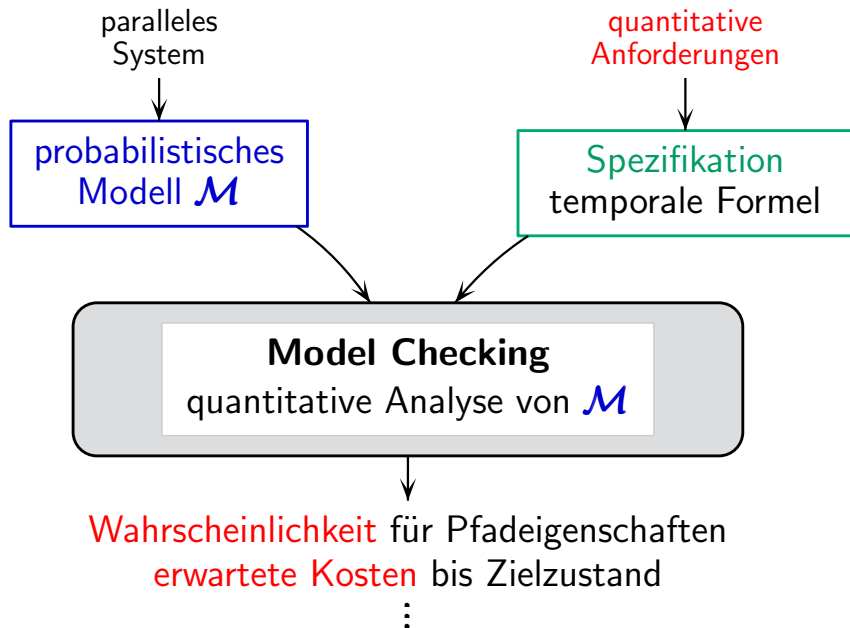 paralleles
System
quantitative
Anforderungen
probabilistisches
Modell 𝓜
Spezifikation
temporale Formel
Model Checking
quantitative Analyse von 𝓜
Wahrscheinlichkeit für Pfadeigenschaften
erwartete Kosten bis Zielzustand
⋮